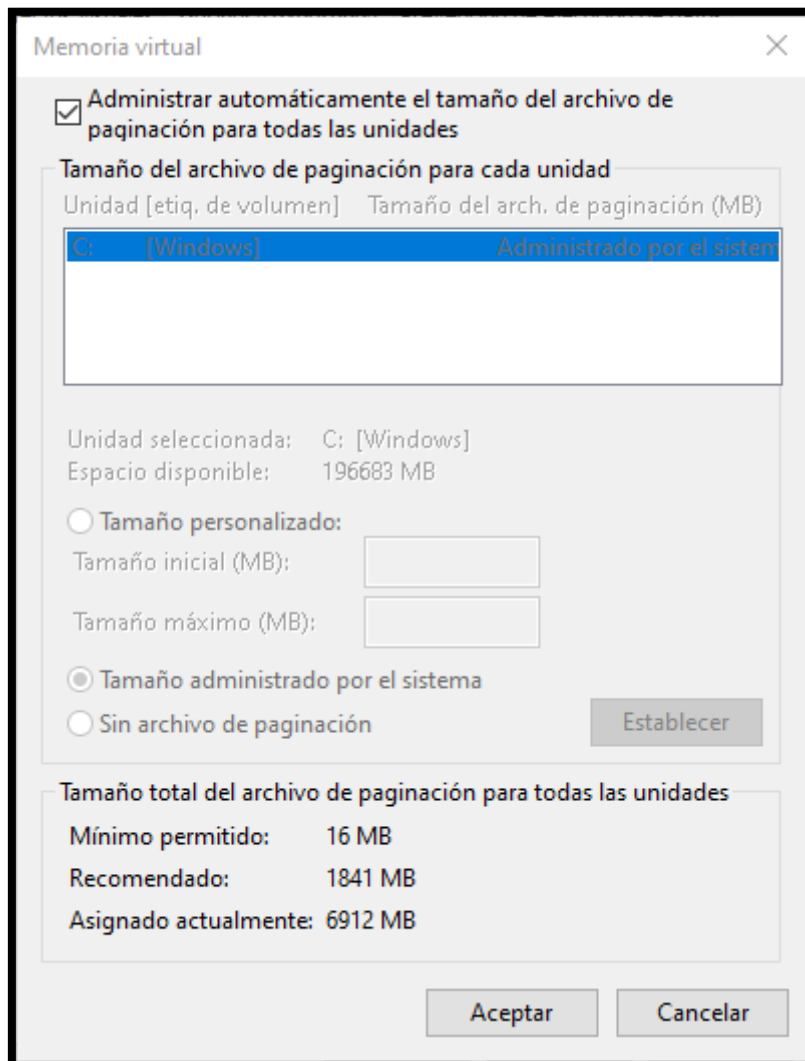 Memoria virtual
Administrar automáticamente el tamaño del archivo de
paginación para todas las unidades
Tamaño del archivo de paginación para cada unidad
Unidad [etiq. de volumen] Tamaño del arch. de paginación (MB)
C: [Windows] Administrado por el sistem
Unidad seleccionada: C: [Windows]
Espacio disponible: 196683 MB
Tamaño personalizado:
Tamaño inicial (MB):
Tamaño máximo (MB):
Tamaño administrado por el sistema
Sin archivo de paginación
Establecer
Tamaño total del archivo de paginación para todas las unidades
Mínimo permitido: 16 MB
Recomendado: 1841 MB
Asignado actualmente: 6912 MB
Aceptar Cancelar